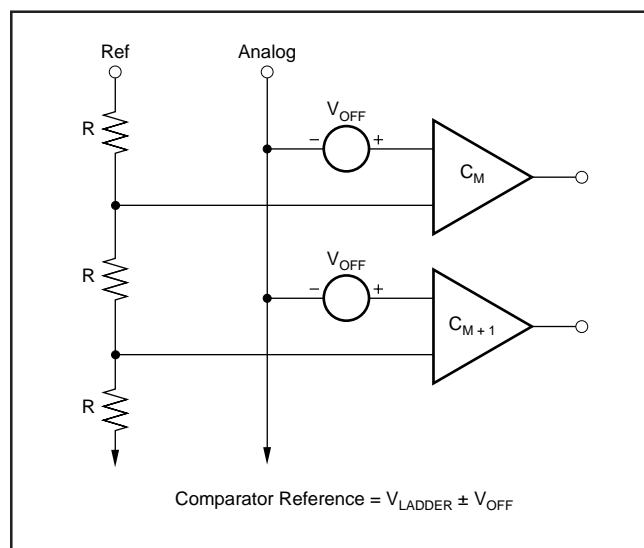 Ref
Analog
R
V_OFF
−
+
C_M
R
V_OFF
−
+
C_M + 1
R
Comparator Reference = V_LADDER ± V_OFF